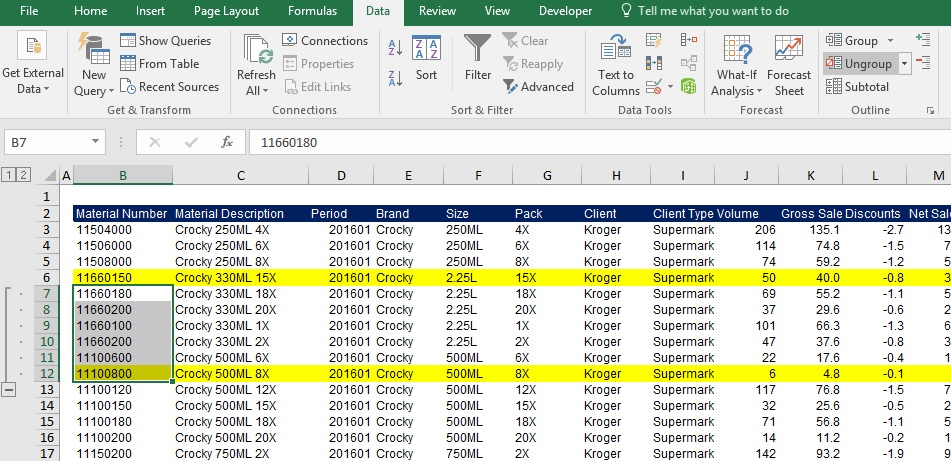 File Home Insert Page Layout Formulas Data Review View Developer Tell me what you want to do
Get External Data
New Query
Show Queries
From Table
Recent Sources
Get & Transform
Refresh All
Connections
Properties
Edit Links
Connections
Sort
Filter
Clear
Reapply
Advanced
Sort & Filter
Text to Columns
Data Tools
What-If Analysis
Forecast Sheet
Forecast
Group
Ungroup
Subtotal
Outline
B7 fx 11660180
1 2 A B C D E F G H I J K L M
1
2 Material Number Material Description Period Brand Size Pack Client Client Type Volume Gross Sale Discounts Net Sal
3 11504000 Crocky 250ML 4X 201601 Crocky 250ML 4X Kroger Supermark 206 135.1 -2.7 13
4 11506000 Crocky 250ML 6X 201601 Crocky 250ML 6X Kroger Supermark 114 74.8 -1.5 7
5 11508000 Crocky 250ML 8X 201601 Crocky 250ML 8X Kroger Supermark 74 59.2 -1.2 5
6 11660150 Crocky 330ML 15X 201601 Crocky 2.25L 15X Kroger Supermark 50 40.0 -0.8 3
7 11660180 Crocky 330ML 18X 201601 Crocky 2.25L 18X Kroger Supermark 69 55.2 -1.1 5
8 11660200 Crocky 330ML 20X 201601 Crocky 2.25L 20X Kroger Supermark 37 29.6 -0.6 2
9 11660100 Crocky 330ML 1X 201601 Crocky 2.25L 1X Kroger Supermark 101 66.3 -1.3 6
10 11660200 Crocky 330ML 2X 201601 Crocky 2.25L 2X Kroger Supermark 47 37.6 -0.8 3
11 11100600 Crocky 500ML 6X 201601 Crocky 500ML 6X Kroger Supermark 22 17.6 -0.4 1
12 11100800 Crocky 500ML 8X 201601 Crocky 500ML 8X Kroger Supermark 6 4.8 -0.1
13 11100120 Crocky 500ML 12X 201601 Crocky 500ML 12X Kroger Supermark 117 76.8 -1.5 7
14 11100150 Crocky 500ML 15X 201601 Crocky 500ML 15X Kroger Supermark 32 25.6 -0.5 2
15 11100180 Crocky 500ML 18X 201601 Crocky 500ML 18X Kroger Supermark 71 56.8 -1.1 5
16 11100200 Crocky 500ML 20X 201601 Crocky 500ML 20X Kroger Supermark 14 11.2 -0.2 1
17 11150200 Crocky 750ML 2X 201601 Crocky 750ML 2X Kroger Supermark 142 93.2 -1.9 9